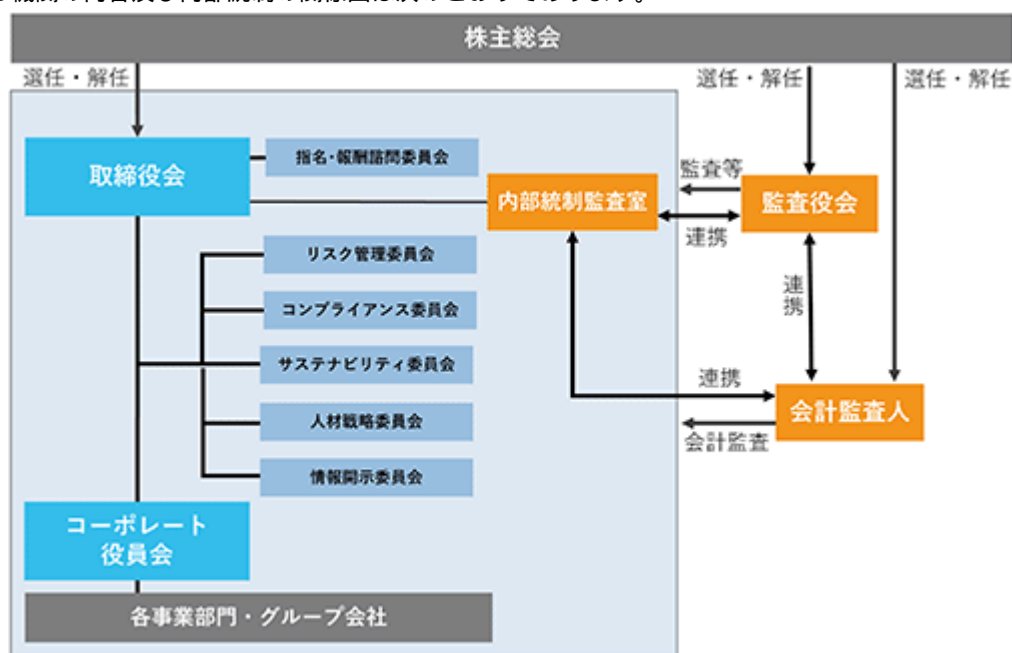 株主総会
選任・解任
選任・解任
選任・解任
取締役会
指名・報酬諮問委員会
内部統制監査室
監査等
監査役会
連携
リスク管理委員会
コンプライアンス委員会
連携
サステナビリティ委員会
連携
人材戦略委員会
会計監査人
会計監査
情報開示委員会
コーポレート
役員会
各事業部門・グループ会社